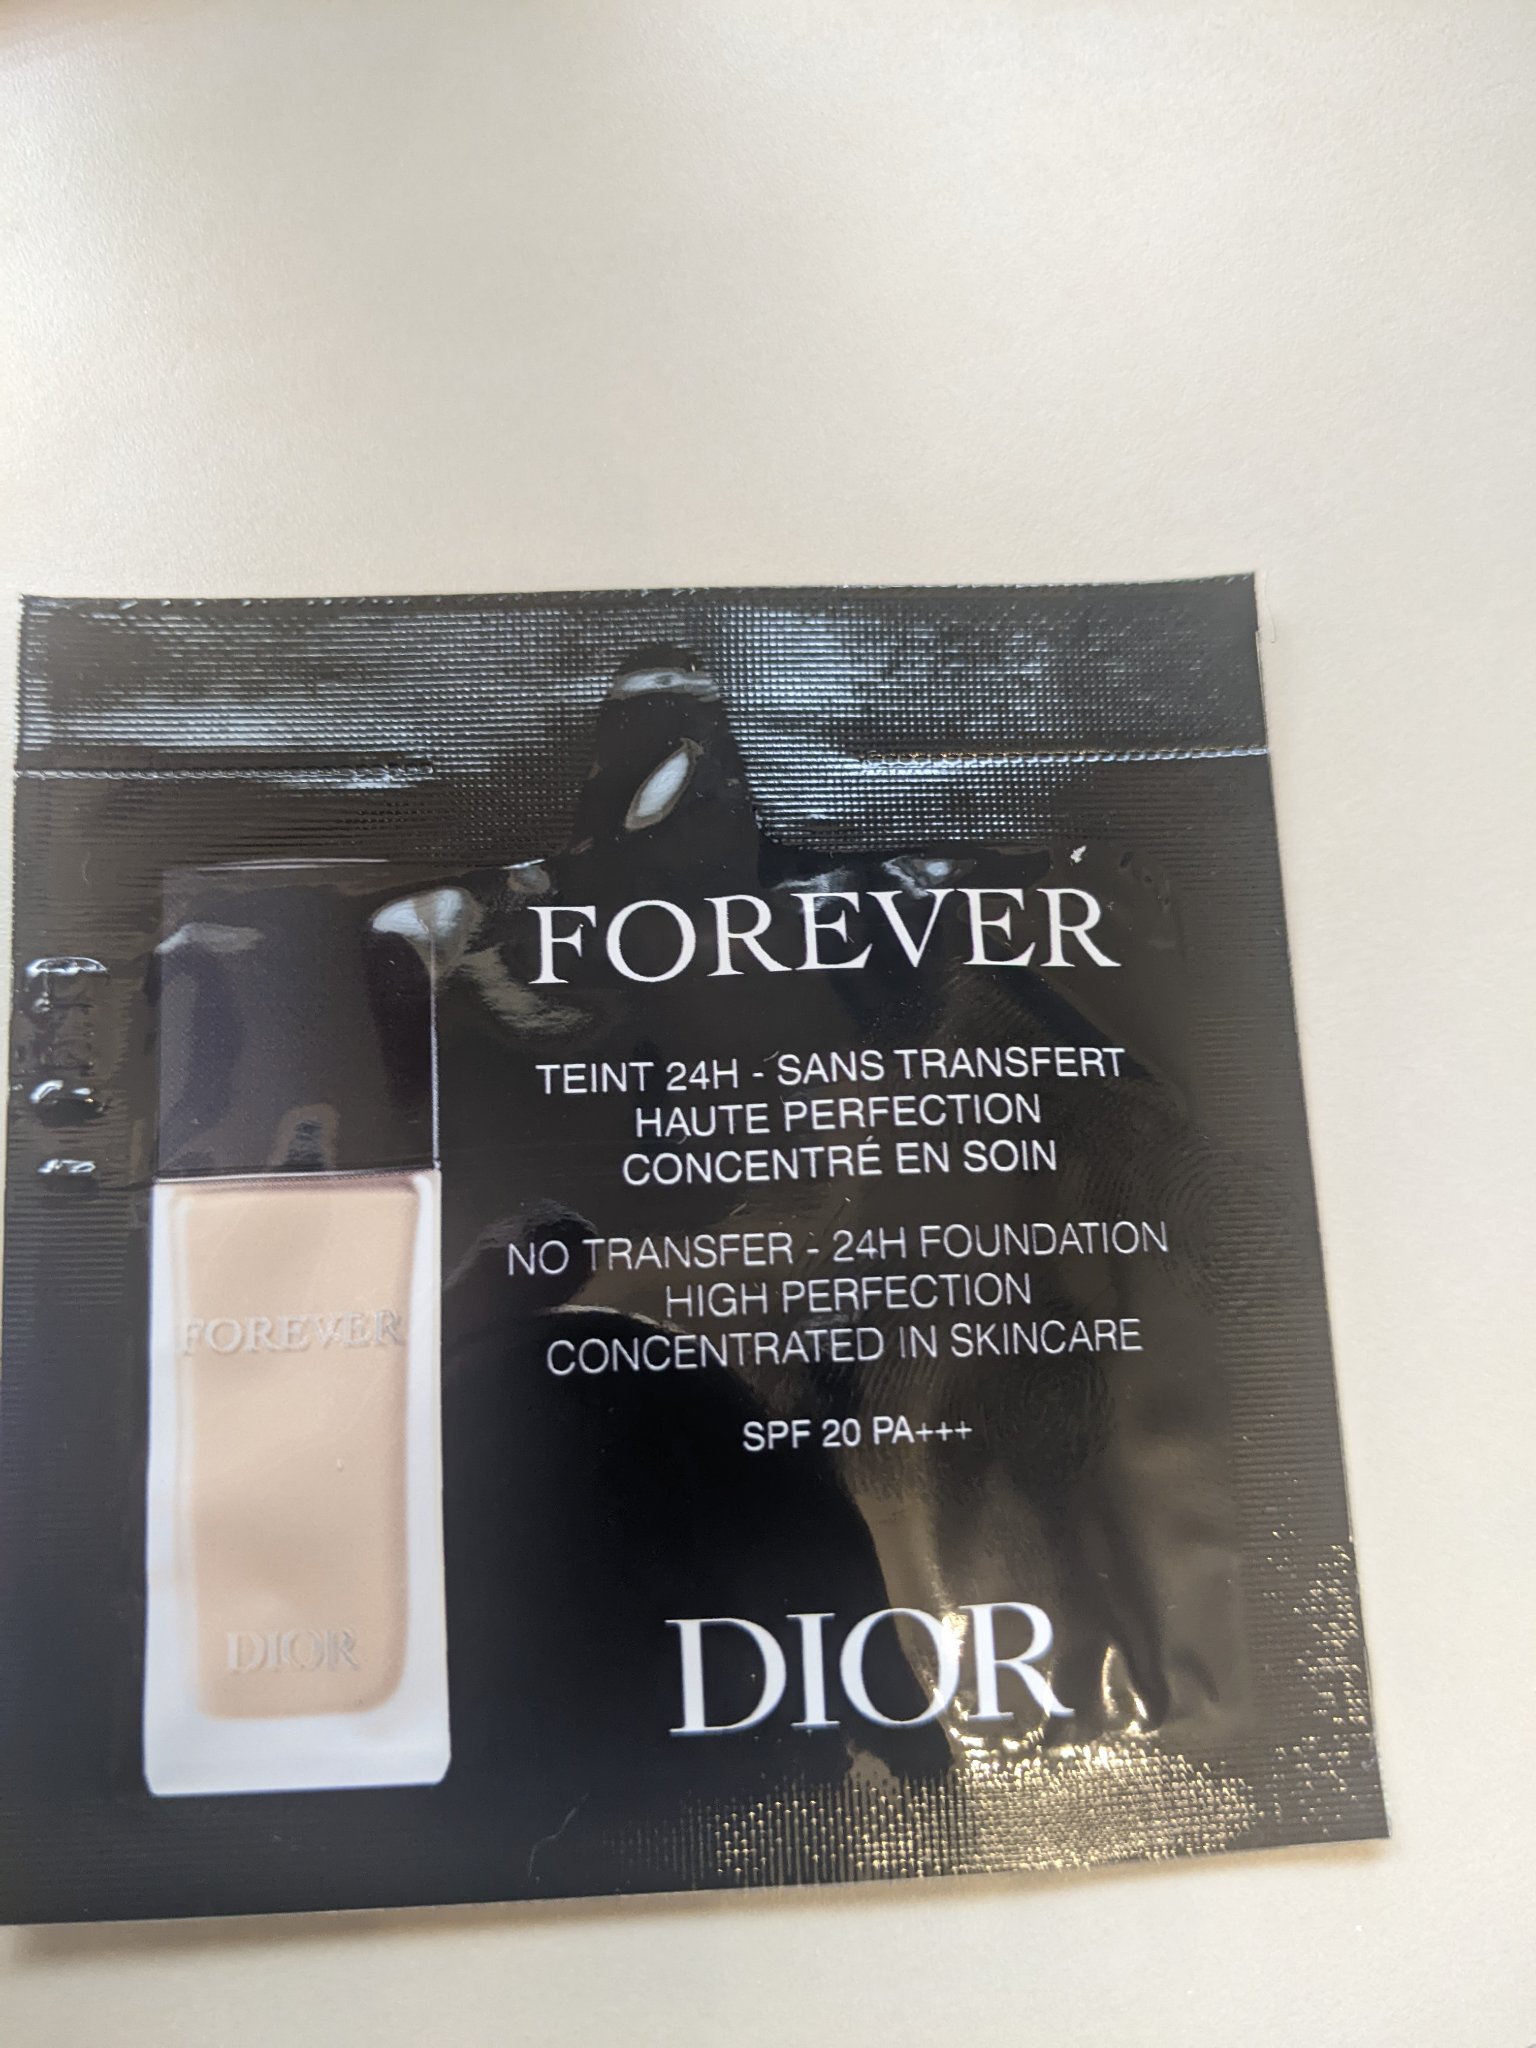 FOREVER
TEINT 24H - SANS TRANSFERT
HAUTE PERFECTION
CONCENTRÉ EN SOIN
NO TRANSFER - 24H FOUNDATION
HIGH PERFECTION
CONCENTRATED IN SKINCARE
SPF 20 PA+++
DIOR
FOREVER
DIOR